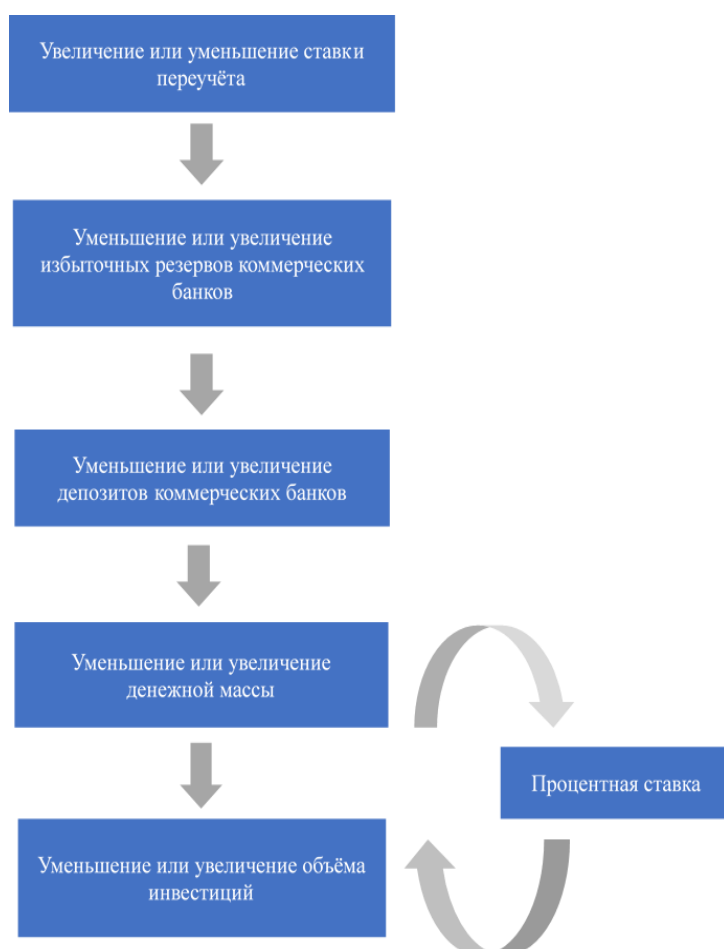 Увеличение или уменьшение ставки
переучёта
Уменьшение или увеличение
избыточных резервов коммерческих
банков
Уменьшение или увеличение
депозитов коммерческих банков
Уменьшение или увеличение
денежной массы
Процентная ставка
Уменьшение или увеличение объёма
инвестиций